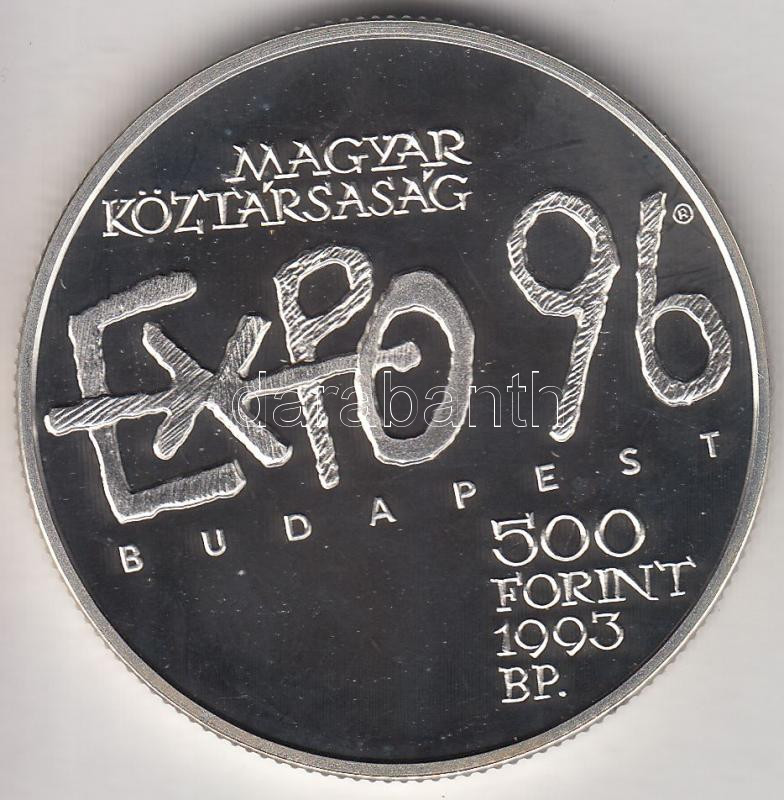 MAGYAR
KÖZTÁRSASÁG
EXPO 96 ®
BUDAPEST
500
FORINT
1993
BP.
darabanth